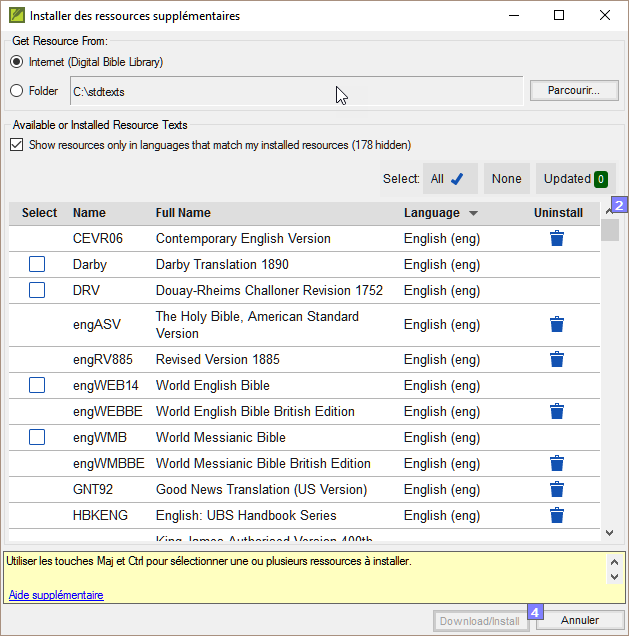 Installer des ressources supplémentaires
Get Resource From:
Internet (Digital Bible Library)
Folder C:\stdtexts Parcourir...
Available or Installed Resource Texts
Show resources only in languages that match my installed resources (178 hidden)
Select: All None Updated 0
2
Select Name Full Name Language Uninstall
CEVR06 Contemporary English Version English (eng)
Darby Darby Translation 1890 English (eng)
DRV Douay-Rheims Challoner Revision 1752 English (eng)
engASV The Holy Bible, American Standard Version English (eng)
engRV885 Revised Version 1885 English (eng)
engWEB14 World English Bible English (eng)
engWEBBE World English Bible British Edition English (eng)
engWMB World Messianic Bible English (eng)
engWMBBE World Messianic Bible British Edition English (eng)
GNT92 Good News Translation (US Version) English (eng)
HBKENG English: UBS Handbook Series English (eng)
King James Authorised Version 400th
Utiliser les touches Maj et Ctrl pour sélectionner une ou plusieurs ressources à installer.
Aide supplémentaire
4
Download/Install Annuler